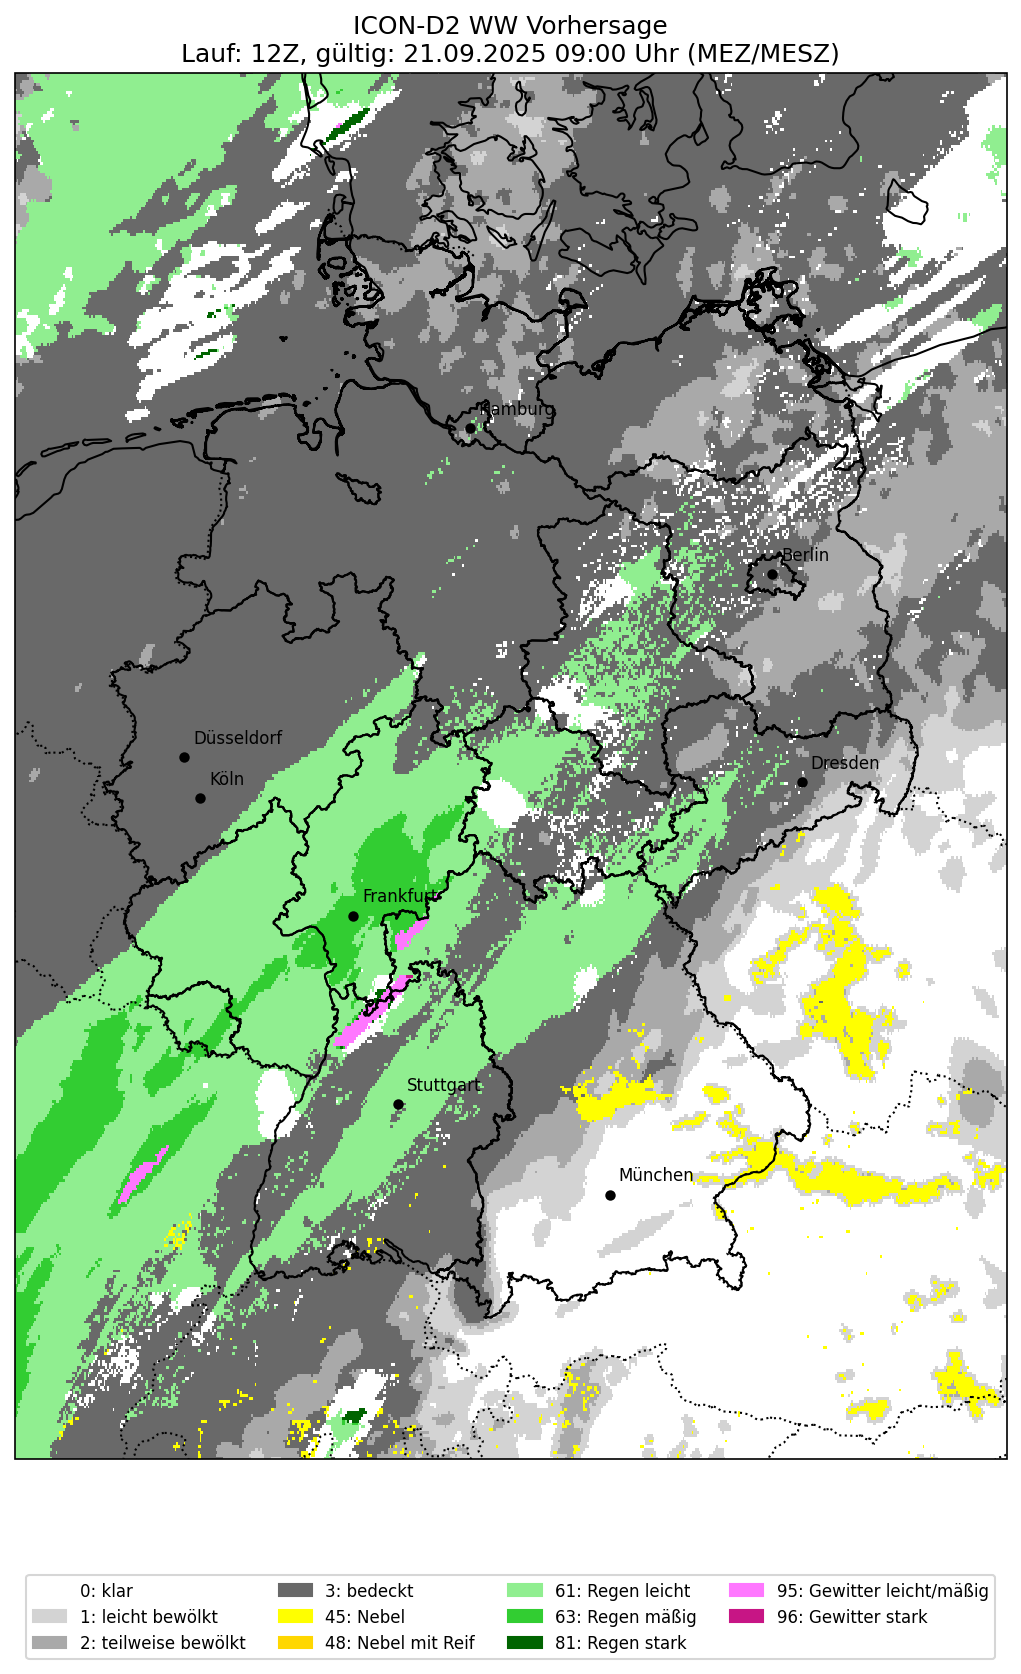 ICON-D2 WW Vorhersage
Lauf: 12Z, gültig: 21.09.2025 09:00 Uhr (MEZ/MESZ)
Hamburg
Berlin
Düsseldorf
Dresden
Köln
Frankfurt
Stuttgart
München
0: klar
1: leicht bewölkt
2: teilweise bewölkt
3: bedeckt
45: Nebel
48: Nebel mit Reif
61: Regen leicht
63: Regen mäßig
81: Regen stark
95: Gewitter leicht/mäßig
96: Gewitter stark